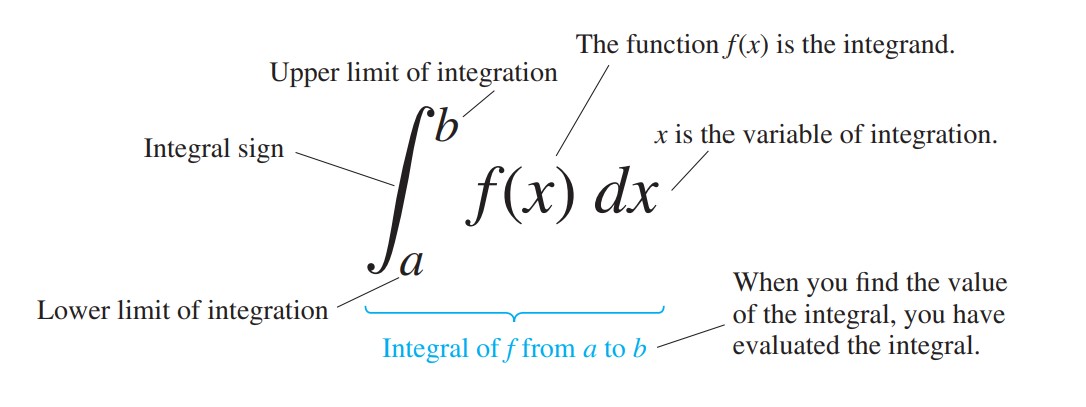 The function f(x) is the integrand.
Upper limit of integration
b
x is the variable of integration.
Integral sign
∫ f(x) dx
a
Lower limit of integration
When you find the value
of the integral, you have
evaluated the integral.
Integral of f from a to b